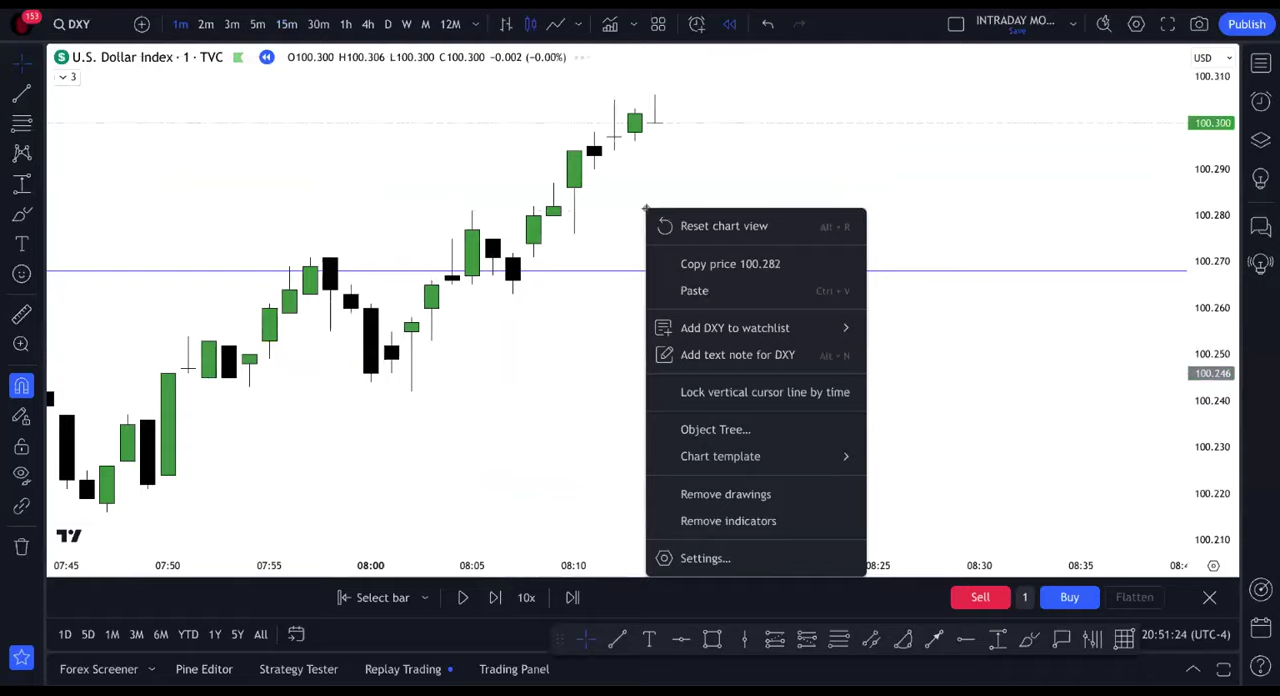 153
DXY
1m 2m 3m 5m 15m 30m 1h 4h D W M 12M
INTRADAY MO...
Save
Publish
S U.S. Dollar Index · 1 · TVC O100.300 H100.306 L100.300 C100.300 -0.002 (-0.00%)
3
USD
100.310
100.300
100.290
100.280
100.270
100.260
100.250
100.246
100.240
100.230
100.220
100.210
Reset chart view Alt + R
Copy price 100.282
Paste Ctrl + V
Add DXY to watchlist
Add text note for DXY Alt + N
Lock vertical cursor line by time
Object Tree...
Chart template
Remove drawings
Remove indicators
Settings...
T
07:45 07:50 07:55 08:00 08:05 08:10 08:25 08:30 08:35
Select bar 10x Sell 1 Buy Flatten
1D 5D 1M 3M 6M YTD 1Y 5Y All T 20:51:24 (UTC-4)
Forex Screener Pine Editor Strategy Tester Replay Trading Trading Panel